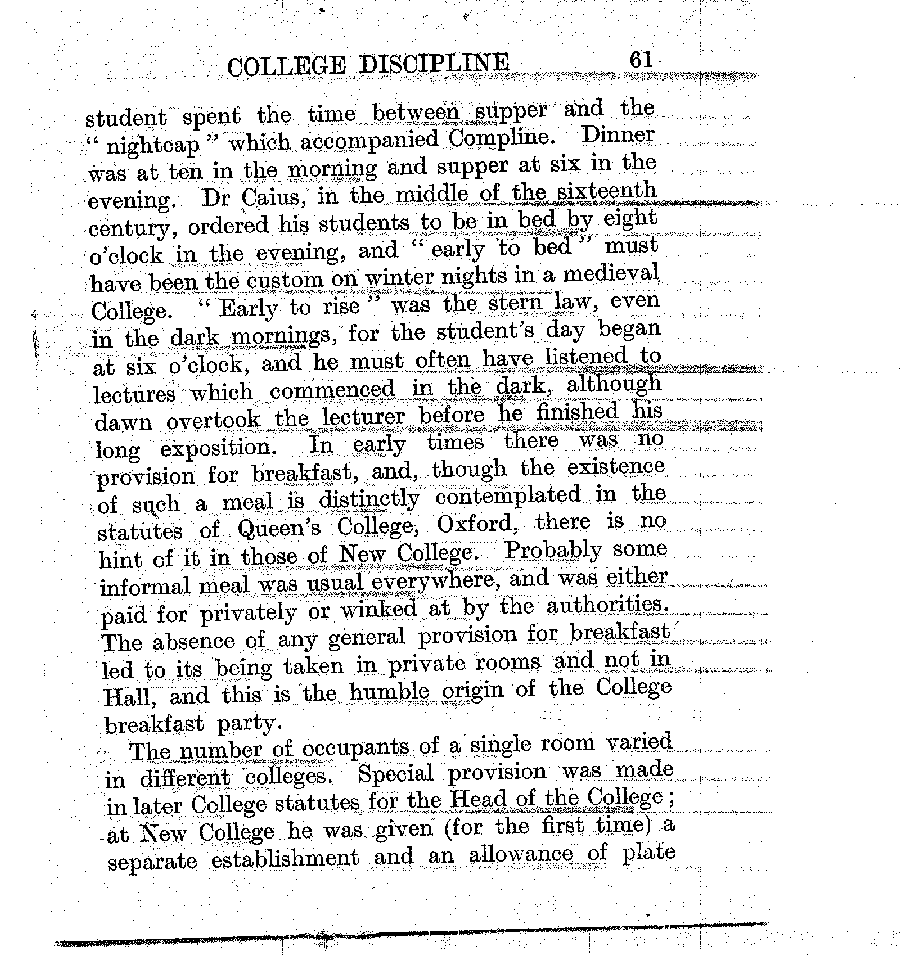 COLLEGE DISCIPLINE 61
student spent the time between supper and the
“ nightcap ” which accompanied Compline. Dinner
was at ten in the morning and supper at six in the
evening. Dr Caius, in the middle of the sixteenth
century, ordered his students to be in bed by eight
o'clock in the evening, and “ early to bed ” must
have been the custom on winter nights in a medieval
College. “ Early to rise ” was the stern law, even
in the dark mornings, for the student's day began
at six o'clock, and he must often have listened to
lectures which commenced in the dark, although
dawn overtook the lecturer before he finished his
long exposition. In early times there was no
provision for breakfast, and, though the existence
of such a meal is distinctly contemplated in the
statutes of Queen's College, Oxford, there is no
hint of it in those of New College. Probably some
informal meal was usual everywhere, and was either
paid for privately or winked at by the authorities.
The absence of any general provision for breakfast
led to its being taken in private rooms and not in
Hall, and this is the humble origin of the College
breakfast party.
The number of occupants of a single room varied
in different colleges. Special provision was made
in later College statutes for the Head of the College ;
at New College he was given (for the first time) a
separate establishment and an allowance of plate